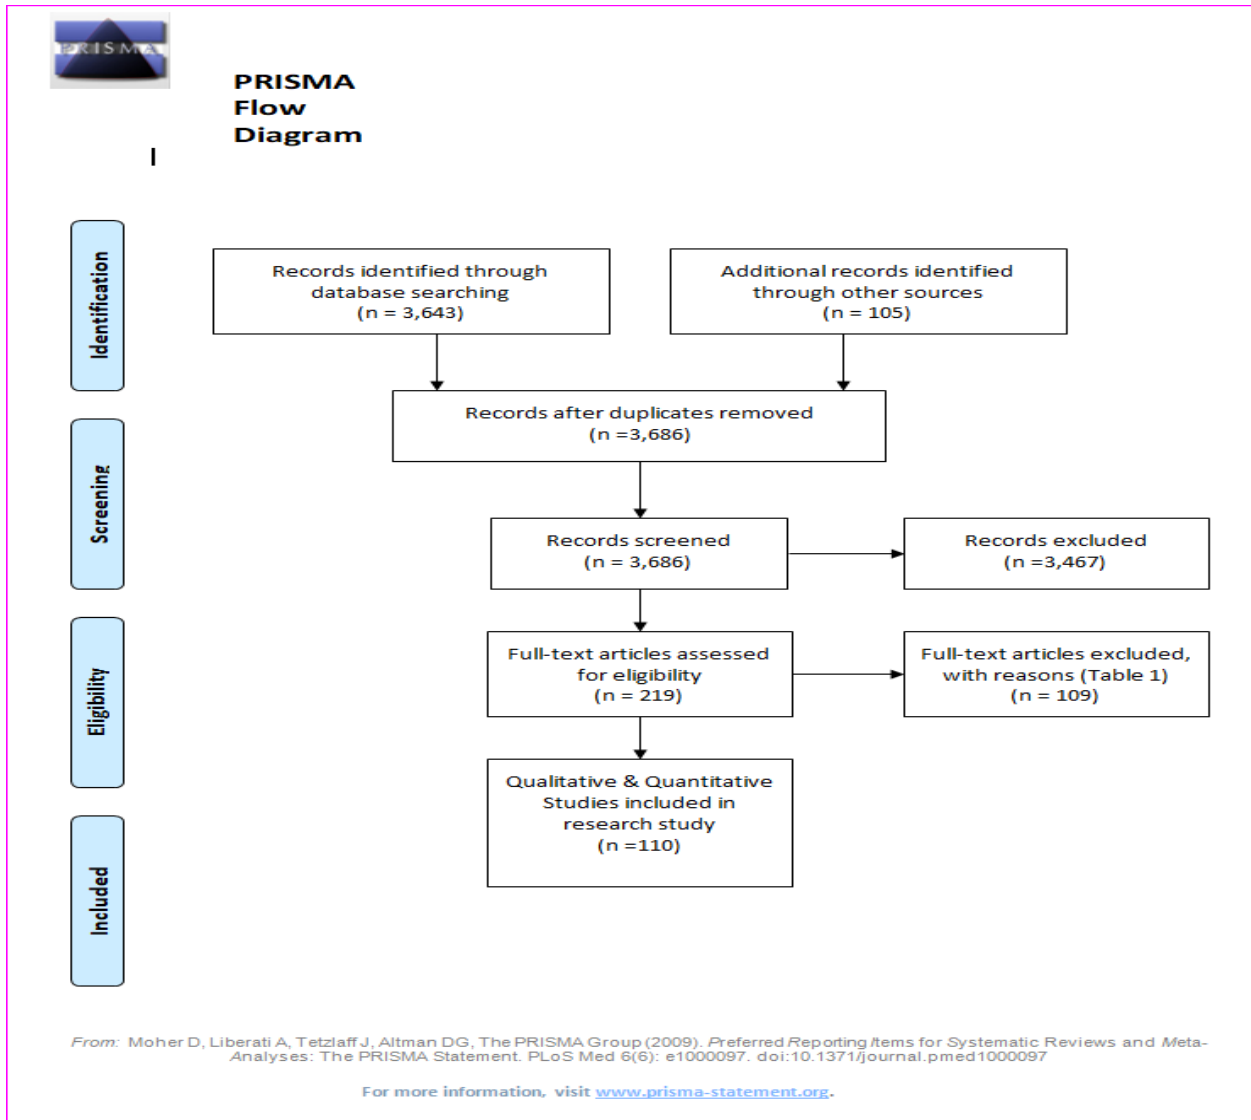 PRISMA
PRISMA
Flow
Diagram
I
Identification
Records identified through
database searching
(n = 3,643)
Additional records identified
through other sources
(n = 105)
Records after duplicates removed
(n =3,686)
Screening
Records screened
(n = 3,686)
Records excluded
(n =3,467)
Eligibility
Full-text articles assessed
for eligibility
(n = 219)
Full-text articles excluded,
with reasons (Table 1)
(n = 109)
Included
Qualitative & Quantitative
Studies included in
research study
(n =110)
From: Moher D, Liberati A, Tetzlaff J, Altman DG, The PRISMA Group (2009). Preferred Reporting Items for Systematic Reviews and Meta-
Analyses: The PRISMA Statement. PLoS Med 6(6): e1000097. doi:10.1371/journal.pmed1000097
For more information, visit www.prisma-statement.org.